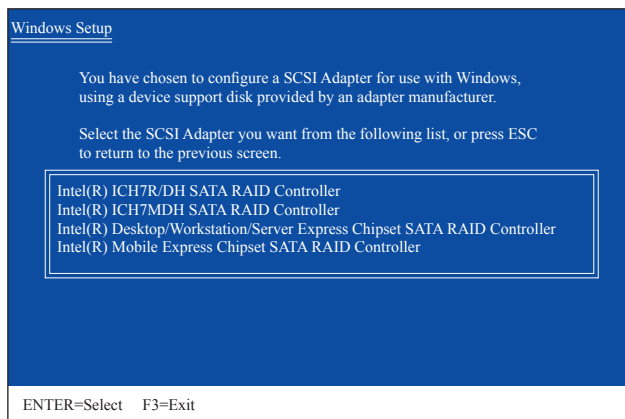 Windows Setup
You have chosen to configure a SCSI Adapter for use with Windows,
using a device support disk provided by an adapter manufacturer.
Select the SCSI Adapter you want from the following list, or press ESC
to return to the previous screen.
Intel(R) ICH7R/DH SATA RAID Controller
Intel(R) ICH7MDH SATA RAID Controller
Intel(R) Desktop/Workstation/Server Express Chipset SATA RAID Controller
Intel(R) Mobile Express Chipset SATA RAID Controller
ENTER=Select F3=Exit